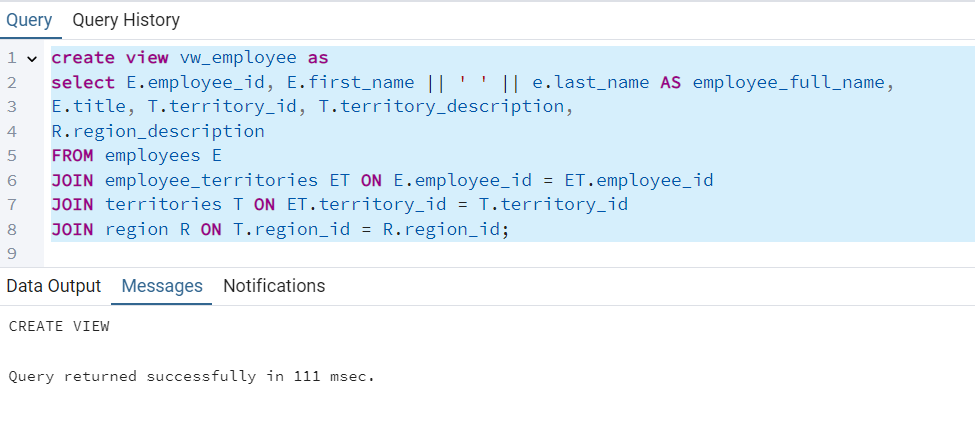 Query Query History
1 create view vw_employee as
2 select E.employee_id, E.first_name || ' ' || e.last_name AS employee_full_name,
3 E.title, T.territory_id, T.territory_description,
4 R.region_description
5 FROM employees E
6 JOIN employee_territories ET ON E.employee_id = ET.employee_id
7 JOIN territories T ON ET.territory_id = T.territory_id
8 JOIN region R ON T.region_id = R.region_id;
9
Data Output Messages Notifications
CREATE VIEW
Query returned successfully in 111 msec.